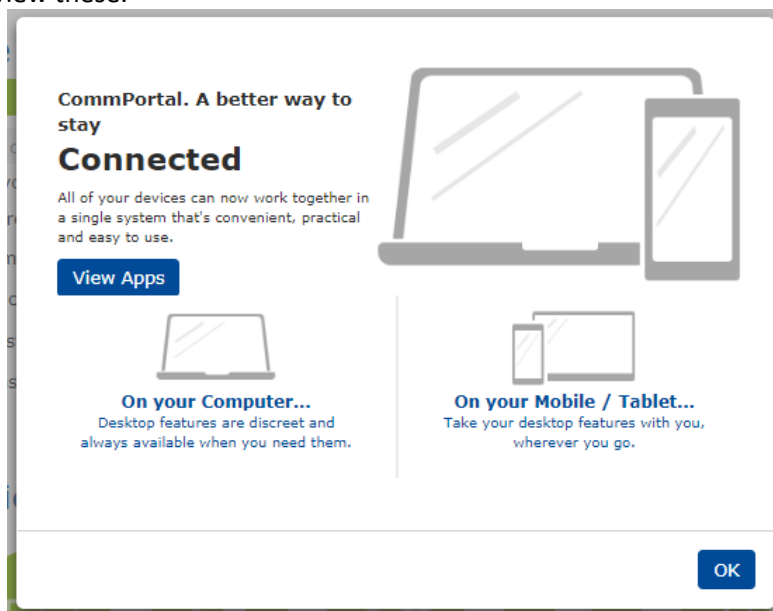 view these.
CommPortal. A better way to
stay
Connected
All of your devices can now work together in
a single system that's convenient, practical
and easy to use.
View Apps
On your Computer...
Desktop features are discreet and
always available when you need them.
On your Mobile / Tablet...
Take your desktop features with you,
wherever you go.
OK